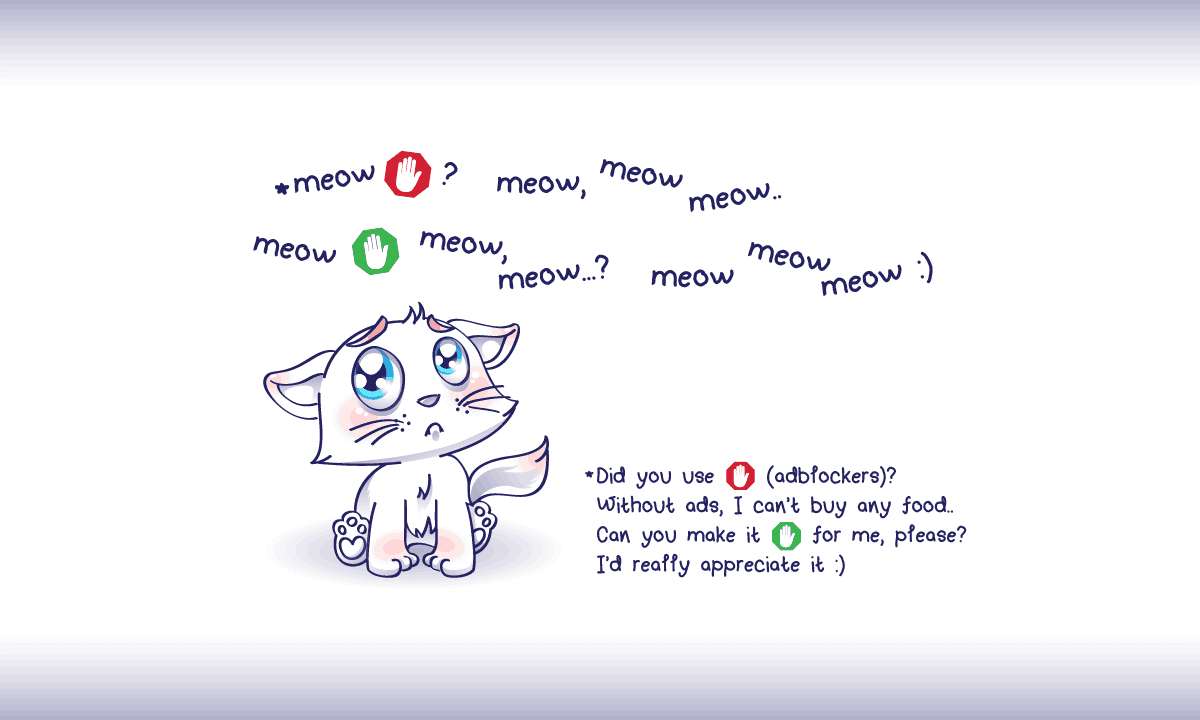 *meow ? meow, meow meow..
meow meow, meow...? meow meow meow :)
*Did you use (adblockers)?
Without ads, I can't buy any food..
Can you make it for me, please?
I'd really appreciate it :)